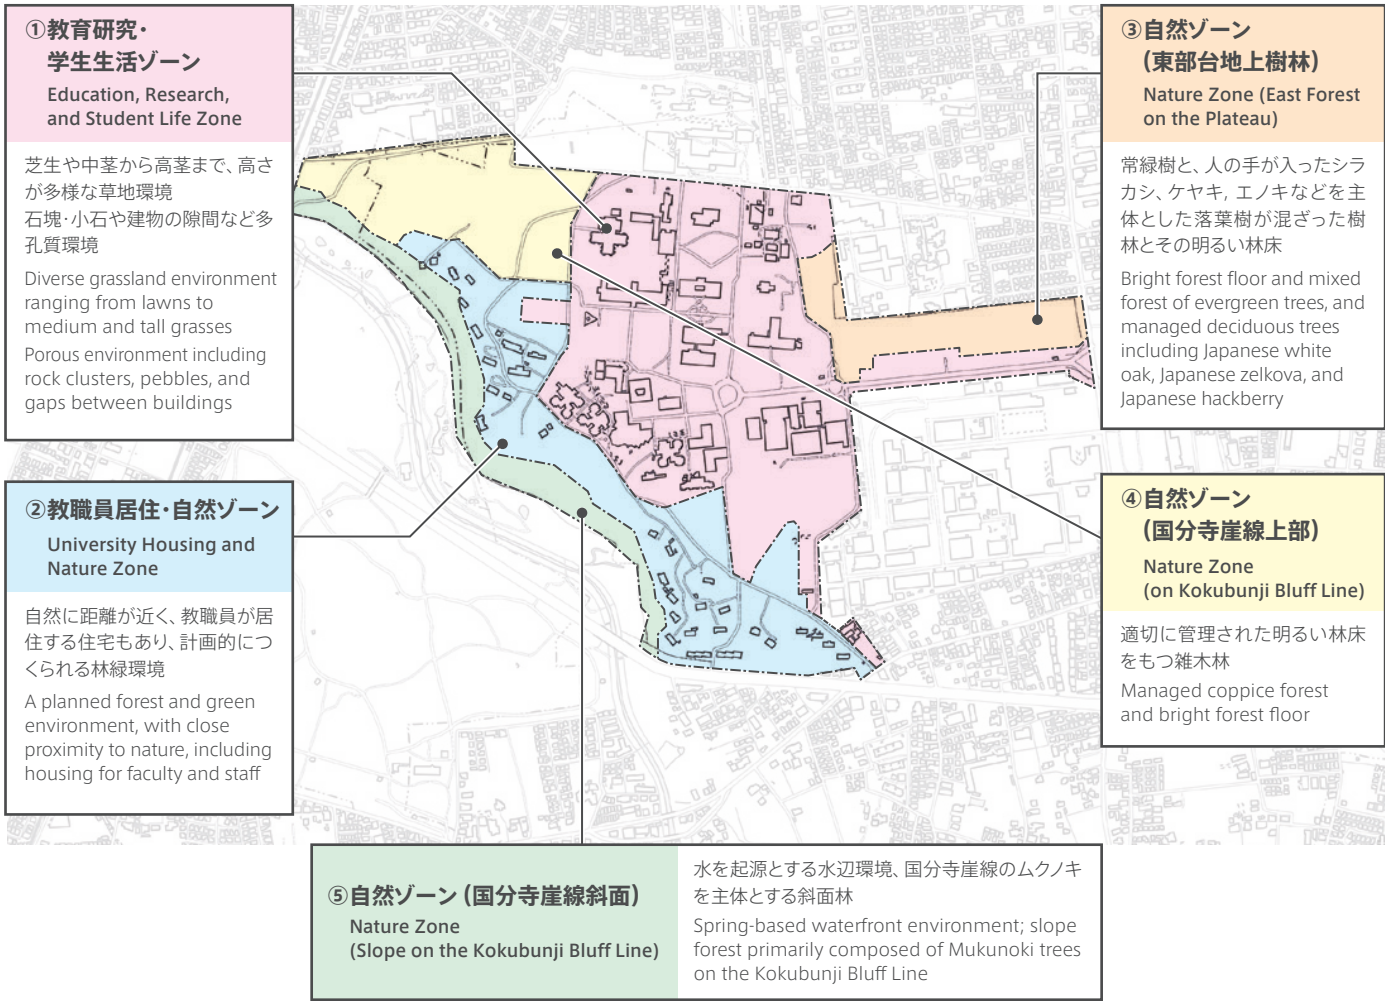 ①教育研究・
学生生活ゾーン
Education, Research,
and Student Life Zone
芝生や中茎から高茎まで、高さ
が多様な草地環境
石塊・小石や建物の隙間など多
孔質環境
Diverse grassland environment
ranging from lawns to
medium and tall grasses
Porous environment including
rock clusters, pebbles, and
gaps between buildings
②教職員居住・自然ゾーン
University Housing and
Nature Zone
自然に距離が近く、教職員が居
住する住宅もあり、計画的につ
くられる林緑環境
A planned forest and green
environment, with close
proximity to nature, including
housing for faculty and staff
③自然ゾーン
(東部台地上樹林)
Nature Zone (East Forest
on the Plateau)
常緑樹と、人の手が入ったシラ
カシ、ケヤキ, エノキなどを主
体とした落葉樹が混ざった樹
林とその明るい林床
Bright forest floor and mixed
forest of evergreen trees, and
managed deciduous trees
including Japanese white
oak, Japanese zelkova, and
Japanese hackberry
④自然ゾーン
(国分寺崖線上部)
Nature Zone
(on Kokubunji Bluff Line)
適切に管理された明るい林床
をもつ雑木林
Managed coppice forest
and bright forest floor
⑤自然ゾーン (国分寺崖線斜面)
Nature Zone
(Slope on the Kokubunji Bluff Line)
水を起源とする水辺環境、国分寺崖線のムクノキ
を主体とする斜面林
Spring-based waterfront environment; slope
forest primarily composed of Mukunoki trees
on the Kokubunji Bluff Line